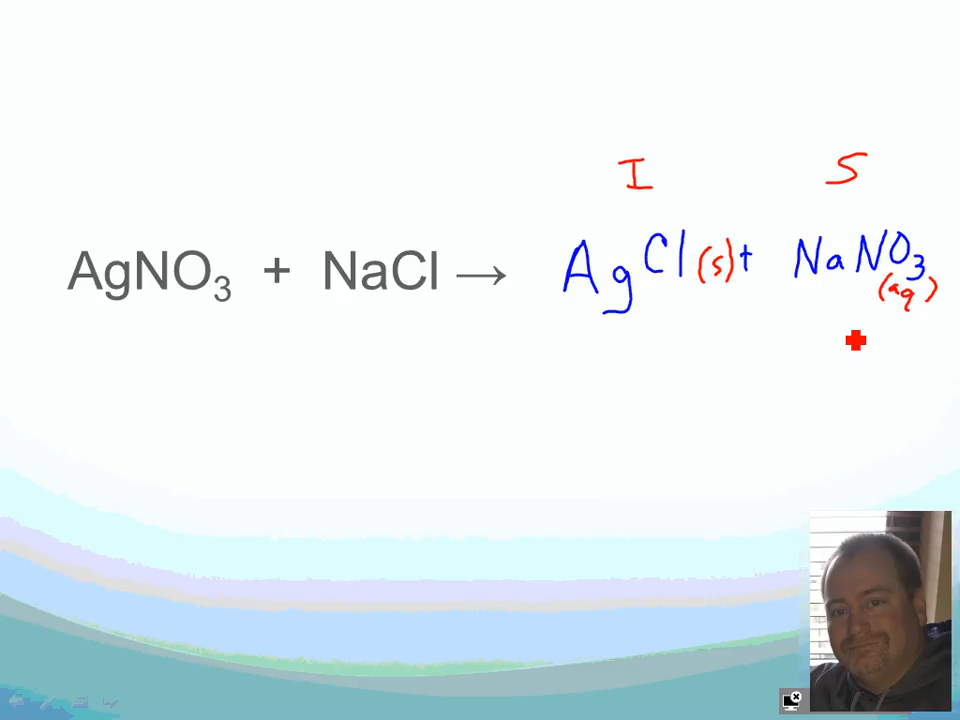 I S
AgNO₃ + NaCl → AgCl(s) + NaNO₃(aq)